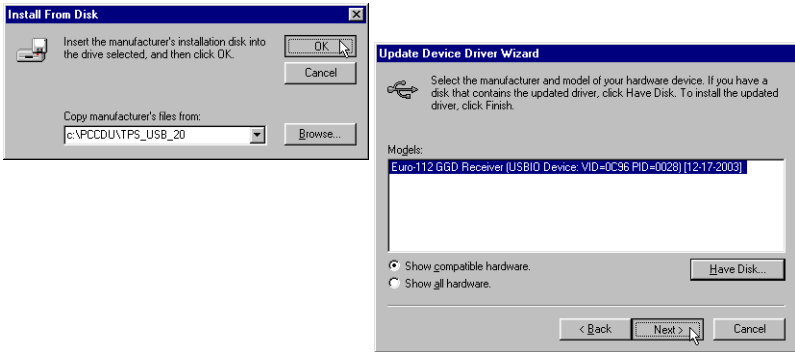 Install From Disk
Insert the manufacturer's installation disk into
the drive selected, and then click OK.
OK
Cancel
Copy manufacturer's files from:
c:\PCCDU\TPS_USB_20
Browse...
Update Device Driver Wizard
Select the manufacturer and model of your hardware device. If you have a
disk that contains the updated driver, click Have Disk. To install the updated
driver, click Finish.
Models:
Euro-112 GGD Receiver (USBIO Device: VID=0C96 PID=0028) [12-17-2003]
Show compatible hardware.
Show all hardware.
Have Disk...
< Back
Next >
Cancel